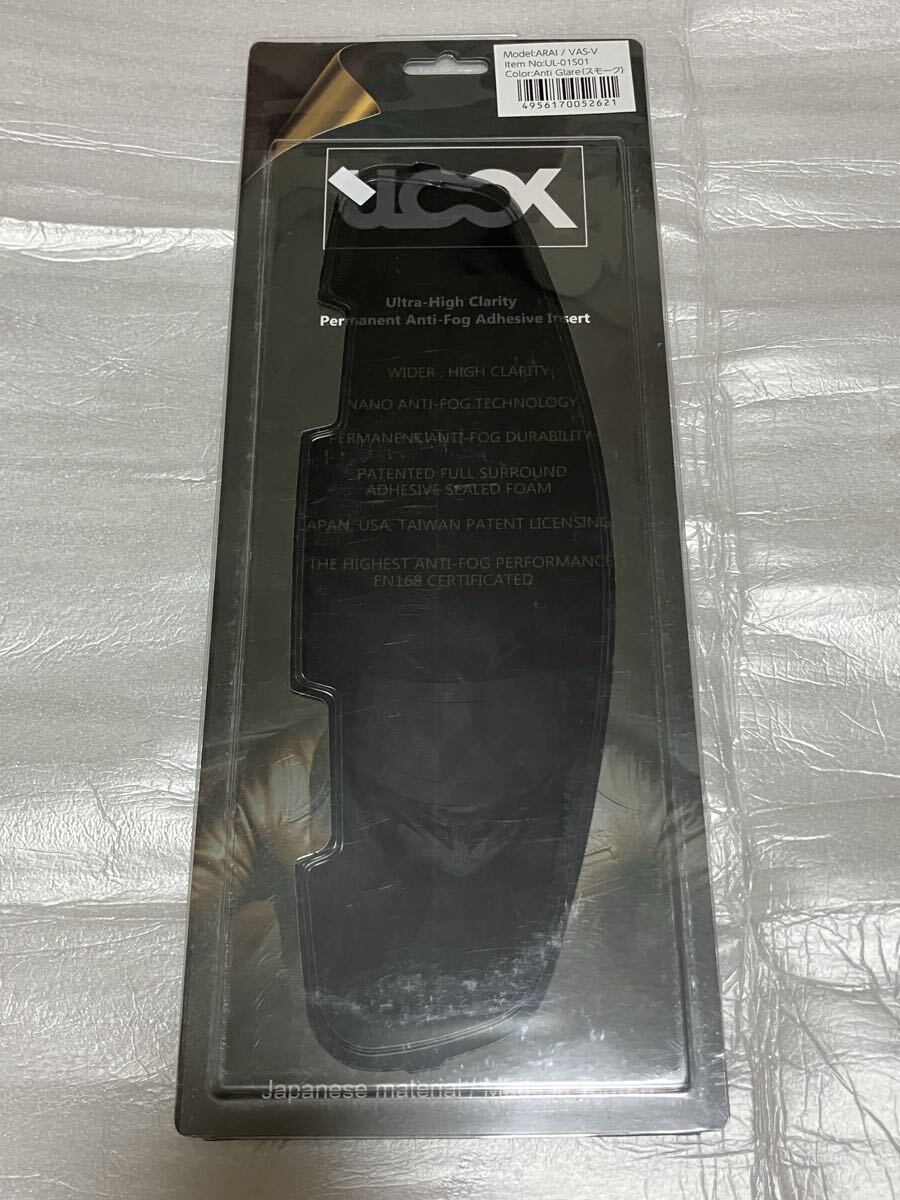 Model:ARAI / VAS-V
Item No:UL-01S01
Color:Anti Glare(スモーク)
4956170052621
Ultra-High Clarity
Permanent Anti-Fog Adhesive Insert
WIDER , HIGH CLARITY
NANO ANTI-FOG TECHNOLOGY
PERMANENT ANTI-FOG DURABILITY
PATENTED FULL SURROUND
ADHESIVE SEALED FOAM
APAN, USA, TAIWAN PATENT LICENSING
THE HIGHEST ANTI-FOG PERFORMANCE
EN168 CERTIFICATED
Japanese material /